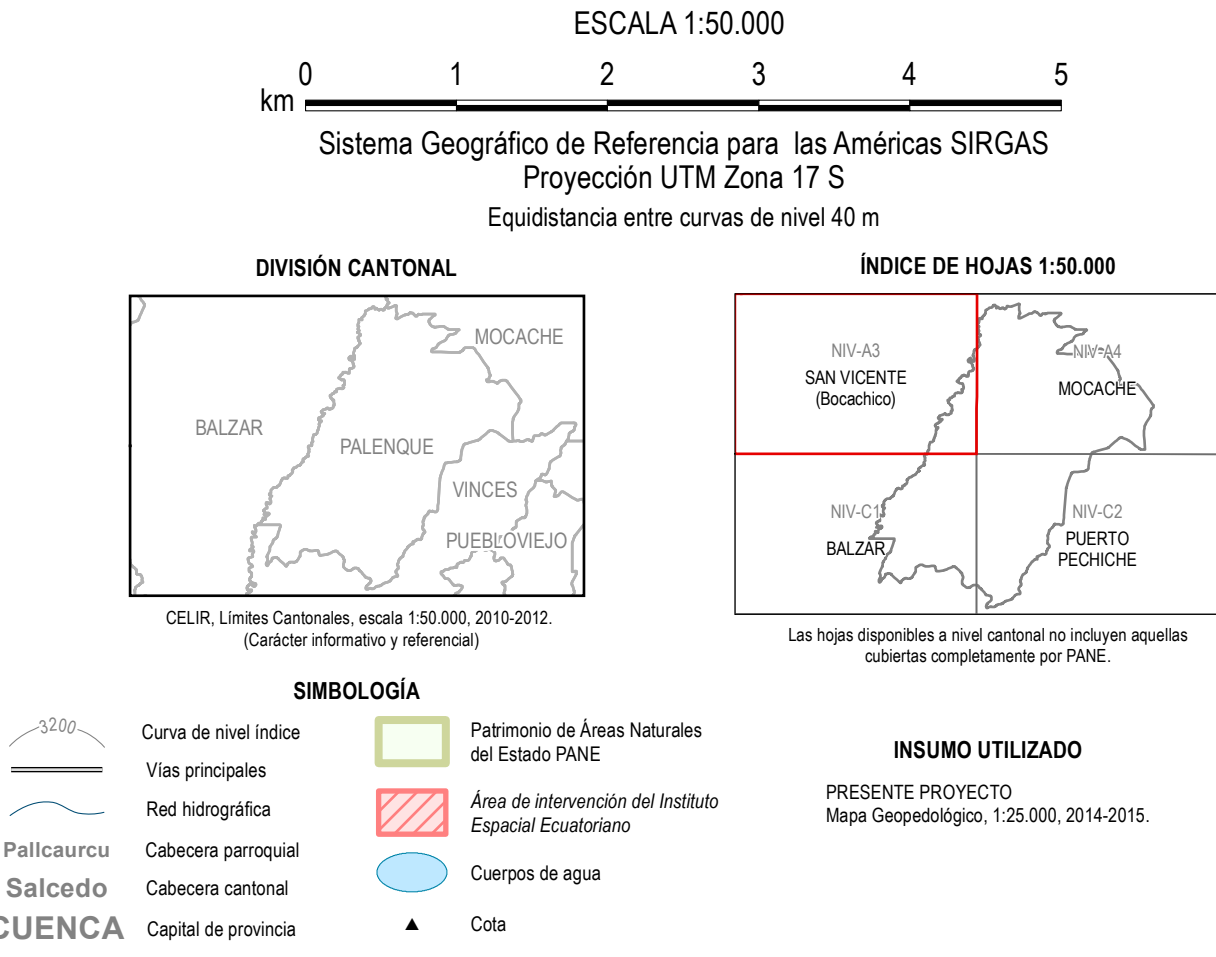 ESCALA 1:50.000
0 1 2 3 4 5
km
Sistema Geográfico de Referencia para las Américas SIRGAS
Proyección UTM Zona 17 S
Equidistancia entre curvas de nivel 40 m
DIVISIÓN CANTONAL
MOCACHE
BALZAR
PALENQUE
VINCES
PUEBLOVIEJO
CELIR, Límites Cantonales, escala 1:50.000, 2010-2012.
(Carácter informativo y referencial)
ÍNDICE DE HOJAS 1:50.000
NIV-A3
SAN VICENTE
(Bocachico)
NIV-A4
MOCACHE
NIV-C1
BALZAR
NIV-C2
PUERTO
PECHICHE
Las hojas disponibles a nivel cantonal no incluyen aquellas
cubiertas completamente por PANE.
SIMBOLOGÍA
3200
Curva de nivel índice
Vías principales
Red hidrográfica
Pallcaurcu Cabecera parroquial
Salcedo Cabecera cantonal
CUENCA Capital de provincia
Patrimonio de Áreas Naturales
del Estado PANE
Área de intervención del Instituto
Espacial Ecuatoriano
Cuerpos de agua
Cota
INSUMO UTILIZADO
PRESENTE PROYECTO
Mapa Geopedológico, 1:25.000, 2014-2015.